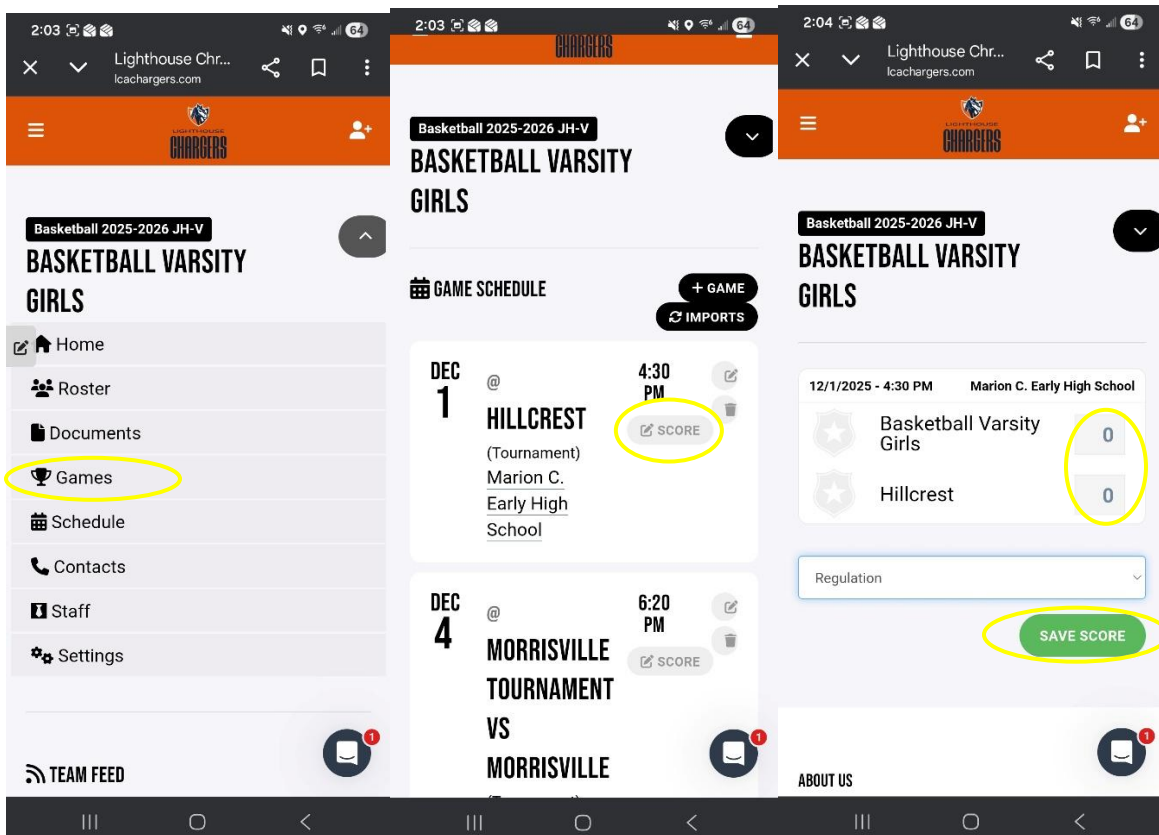 2:03
64
Lighthouse Chr...
lcachargers.com
LIGHTHOUSE
CHARGERS
Basketball 2025-2026 JH-V
BASKETBALL VARSITY
GIRLS
Home
Roster
Documents
Games
Schedule
Contacts
Staff
Settings
1
TEAM FEED
2:03
64
CHARGERS
Basketball 2025-2026 JH-V
BASKETBALL VARSITY
GIRLS
GAME SCHEDULE
+ GAME
IMPORTS
DEC
1
@
HILLCREST
(Tournament)
Marion C.
Early High
School
4:30
PM
SCORE
DEC
4
@
MORRISVILLE
TOURNAMENT
VS
MORRISVILLE
6:20
PM
SCORE
1
2:04
64
Lighthouse Chr...
lcachargers.com
LIGHTHOUSE
CHARGERS
Basketball 2025-2026 JH-V
BASKETBALL VARSITY
GIRLS
12/1/2025 - 4:30 PM Marion C. Early High School
Basketball Varsity
Girls
0
Hillcrest
0
Regulation
SAVE SCORE
1
ABOUT US